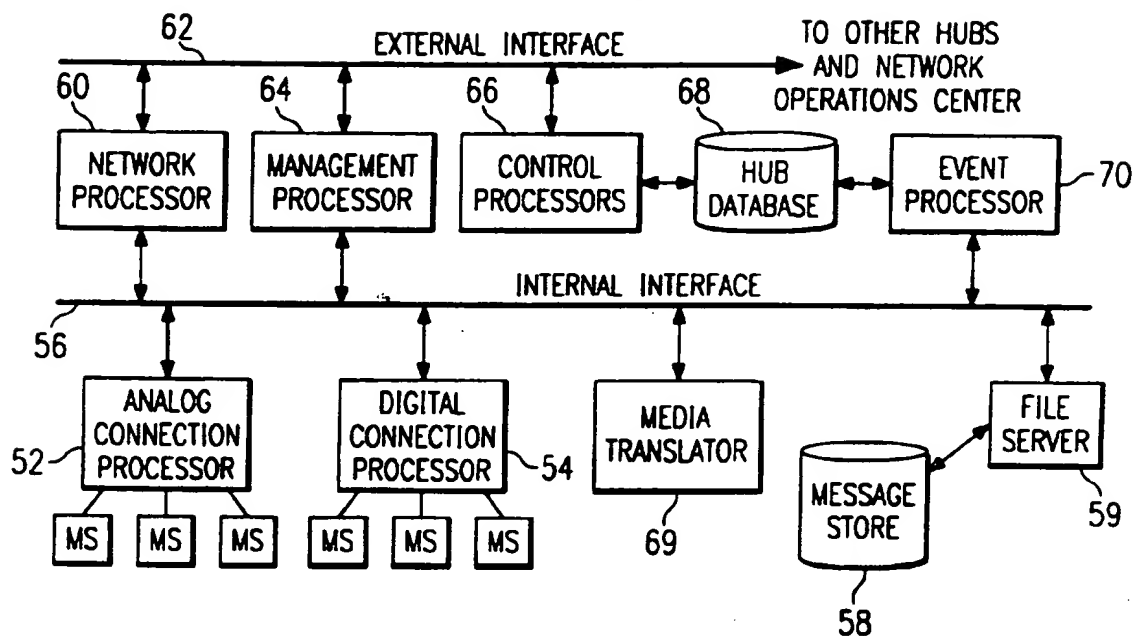 62
EXTERNAL INTERFACE
TO OTHER HUBS
AND NETWORK
OPERATIONS CENTER
60
64
66
68
NETWORK
PROCESSOR
MANAGEMENT
PROCESSOR
CONTROL
PROCESSORS
HUB
DATABASE
EVENT
PROCESSOR
70
INTERNAL INTERFACE
56
ANALOG
CONNECTION
PROCESSOR
52
DIGITAL
CONNECTION
PROCESSOR
54
MEDIA
TRANSLATOR
69
FILE
SERVER
59
MESSAGE
STORE
58
MS
MS
MS
MS
MS
MS